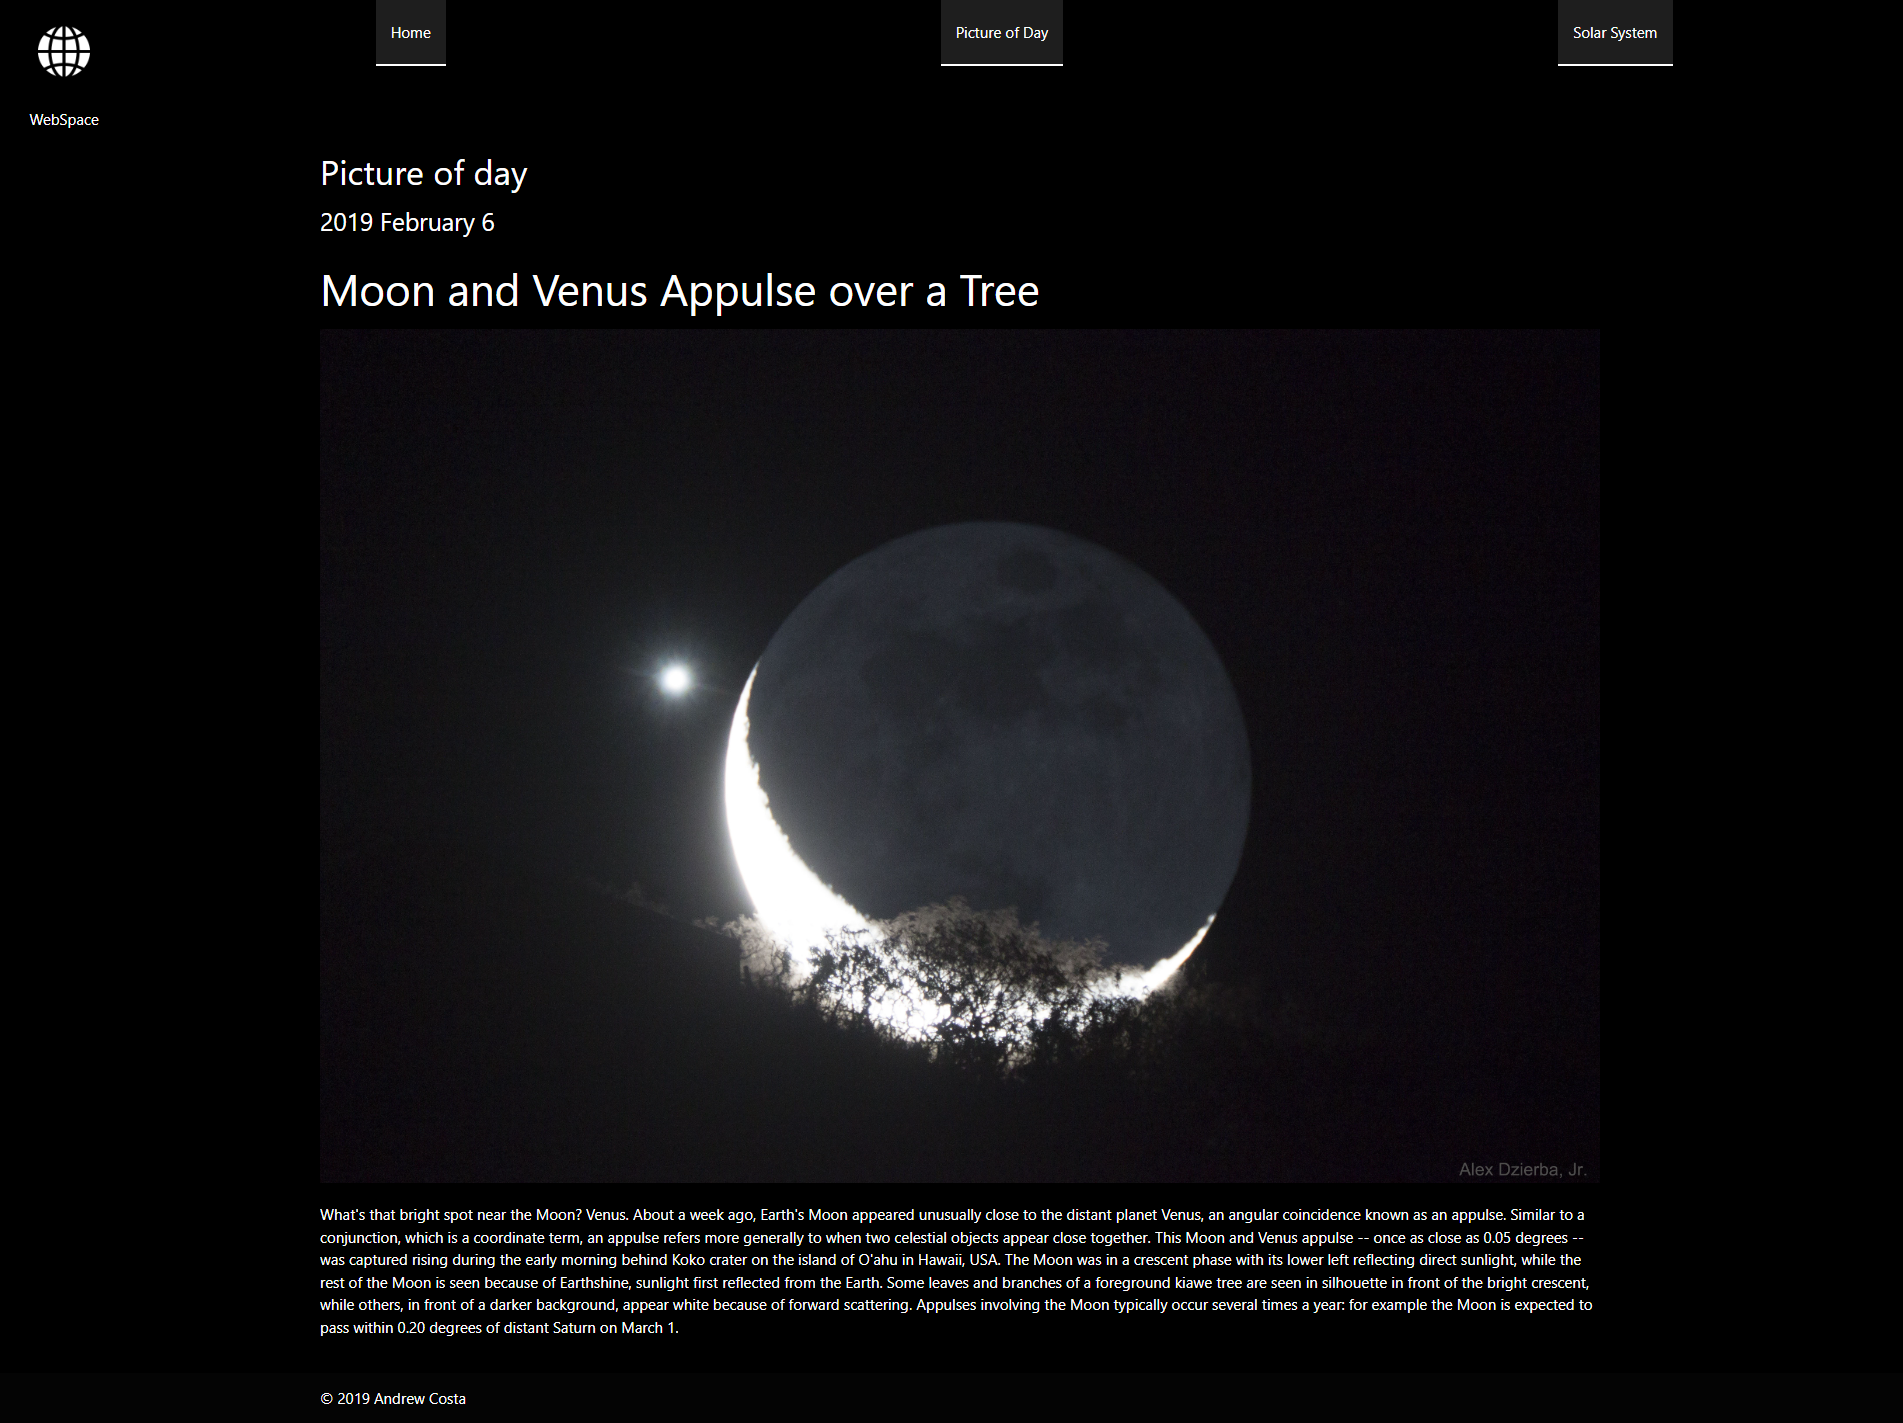 Home
Picture of Day
Solar System
WebSpace
Picture of day
2019 February 6
Moon and Venus Appulse over a Tree
Alex Dzierba, Jr.
What's that bright spot near the Moon? Venus. About a week ago, Earth's Moon appeared unusually close to the distant planet Venus, an angular coincidence known as an appulse. Similar to a
conjunction, which is a coordinate term, an appulse refers more generally to when two celestial objects appear close together. This Moon and Venus appulse -- once as close as 0.05 degrees --
was captured rising during the early morning behind Koko crater on the island of O'ahu in Hawaii, USA. The Moon was in a crescent phase with its lower left reflecting direct sunlight, while the
rest of the Moon is seen because of Earthshine, sunlight first reflected from the Earth. Some leaves and branches of a foreground kiawe tree are seen in silhouette in front of the bright crescent,
while others, in front of a darker background, appear white because of forward scattering. Appulses involving the Moon typically occur several times a year: for example the Moon is expected to
pass within 0.20 degrees of distant Saturn on March 1.
© 2019 Andrew Costa